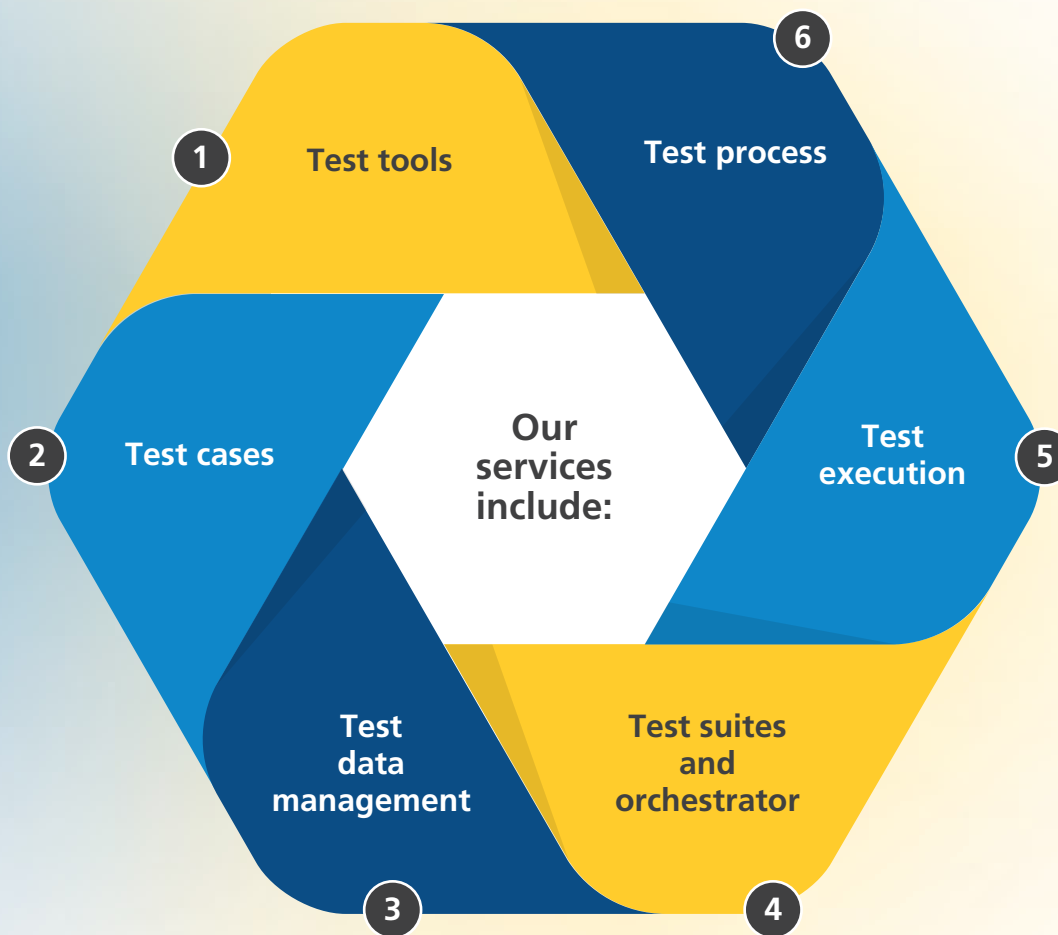 Our
services
include:
1
Test tools
2
Test cases
3
Test
data
management
4
Test suites
and
orchestrator
5
Test
execution
6
Test process